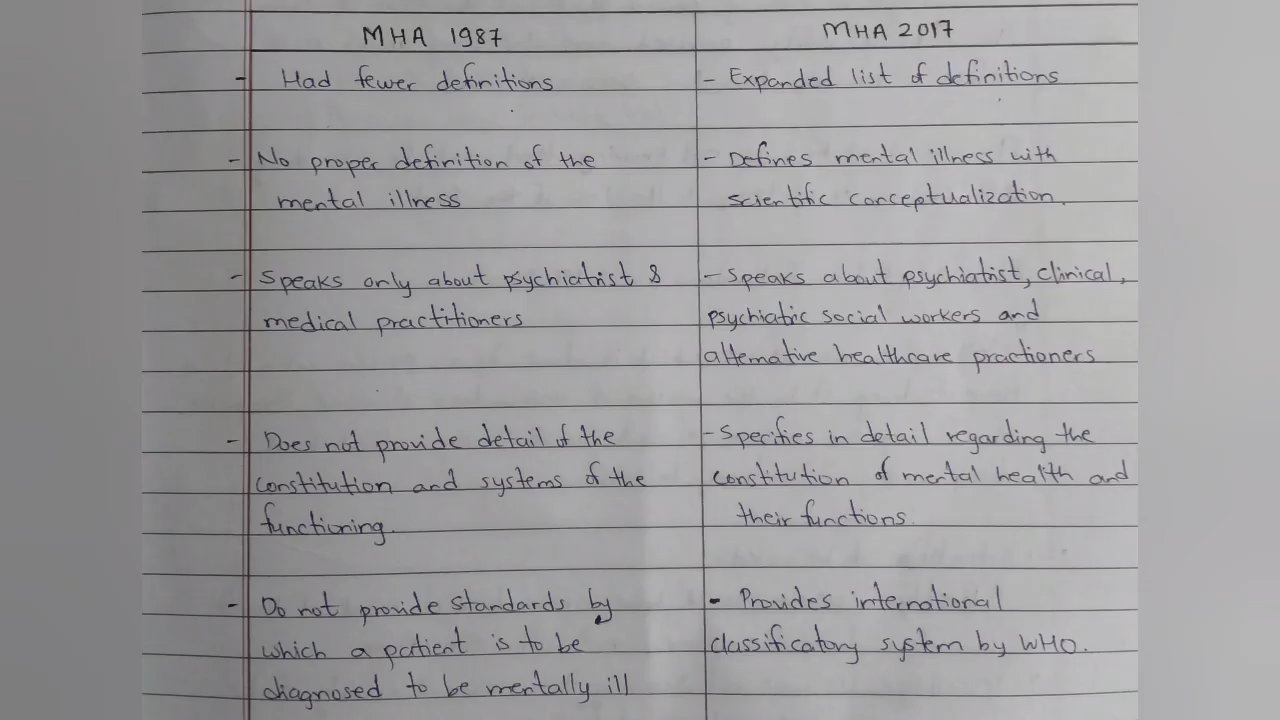 MHA 1987
MHA 2017
- Had fewer definitions
- Expanded list of definitions
- No proper definition of the
mental illness
- Defines mental illness with
scientific conceptualization.
- Speaks only about psychiatrist &
medical practitioners
- Speaks about psychiatrist, clinical,
psychiatric social workers and
alternative healthcare practioners
- Does not provide detail of the
constitution and systems of the
functioning.
- Specifies in detail regarding the
constitution of mental health and
their functions.
- Do not provide standards by
which a patient is to be
diagnosed to be mentally ill
- Provides international
classificatory system by WHO.